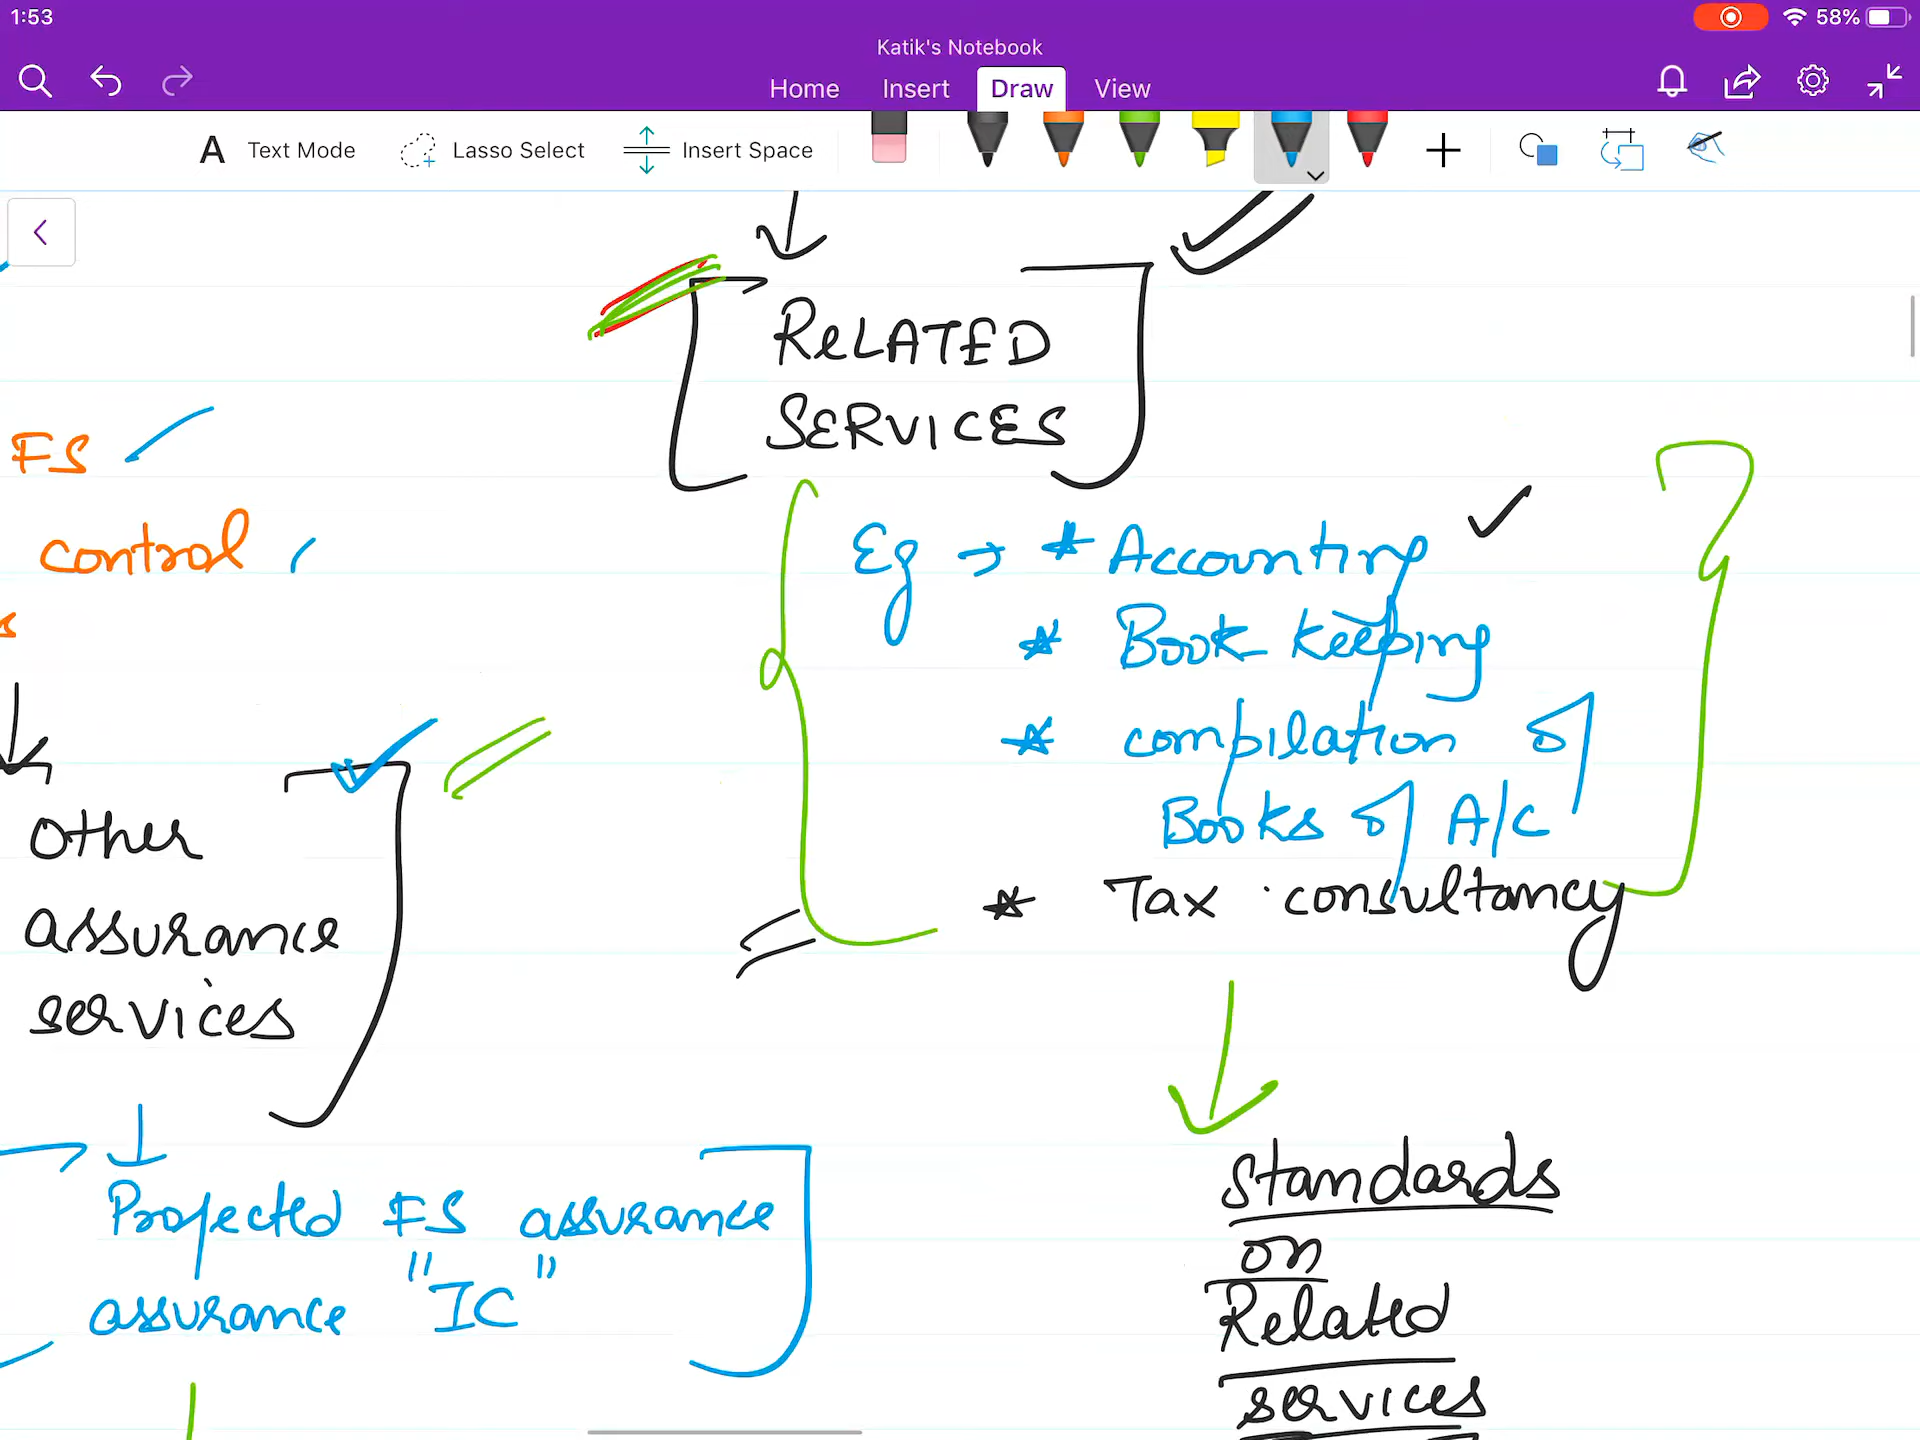 1:53
58%
Katik's Notebook
Home Insert Draw View
A Text Mode Lasso Select Insert Space
RELATED
SERVICES
FS
control
s
Eg → * Accounting
* Book keeping
* compilation of
Books of A/C
* Tax consultancy
Other
assurance
services
Projected FS assurance
assurance "IC"
Standards
on
Related
services